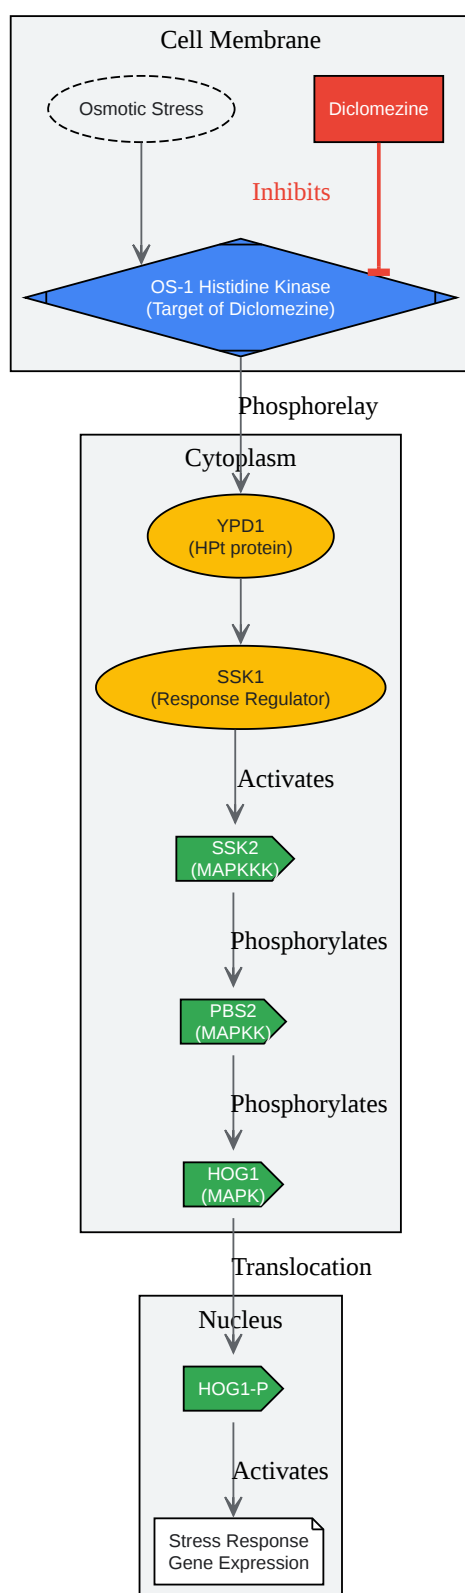 Cell Membrane
Osmotic Stress
Diclomezine
Inhibits
OS-1 Histidine Kinase
(Target of Diclomezine)
Phosphorelay
Cytoplasm
YPD1
(HPt protein)
SSK1
(Response Regulator)
Activates
SSK2
(MAPKKK)
Phosphorylates
PBS2
(MAPKK)
Phosphorylates
HOG1
(MAPK)
Translocation
Nucleus
HOG1-P
Activates
Stress Response
Gene Expression